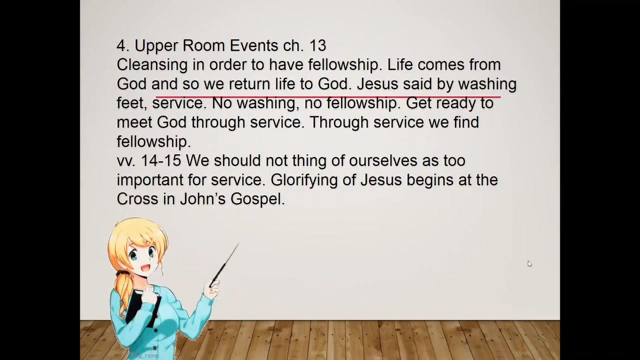 4. Upper Room Events ch. 13
Cleansing in order to have fellowship. Life comes from
God and so we return life to God. Jesus said by washing
feet, service. No washing, no fellowship. Get ready to
meet God through service. Through service we find
fellowship.
vv. 14-15 We should not thing of ourselves as too
important for service. Glorifying of Jesus begins at the
Cross in John's Gospel.